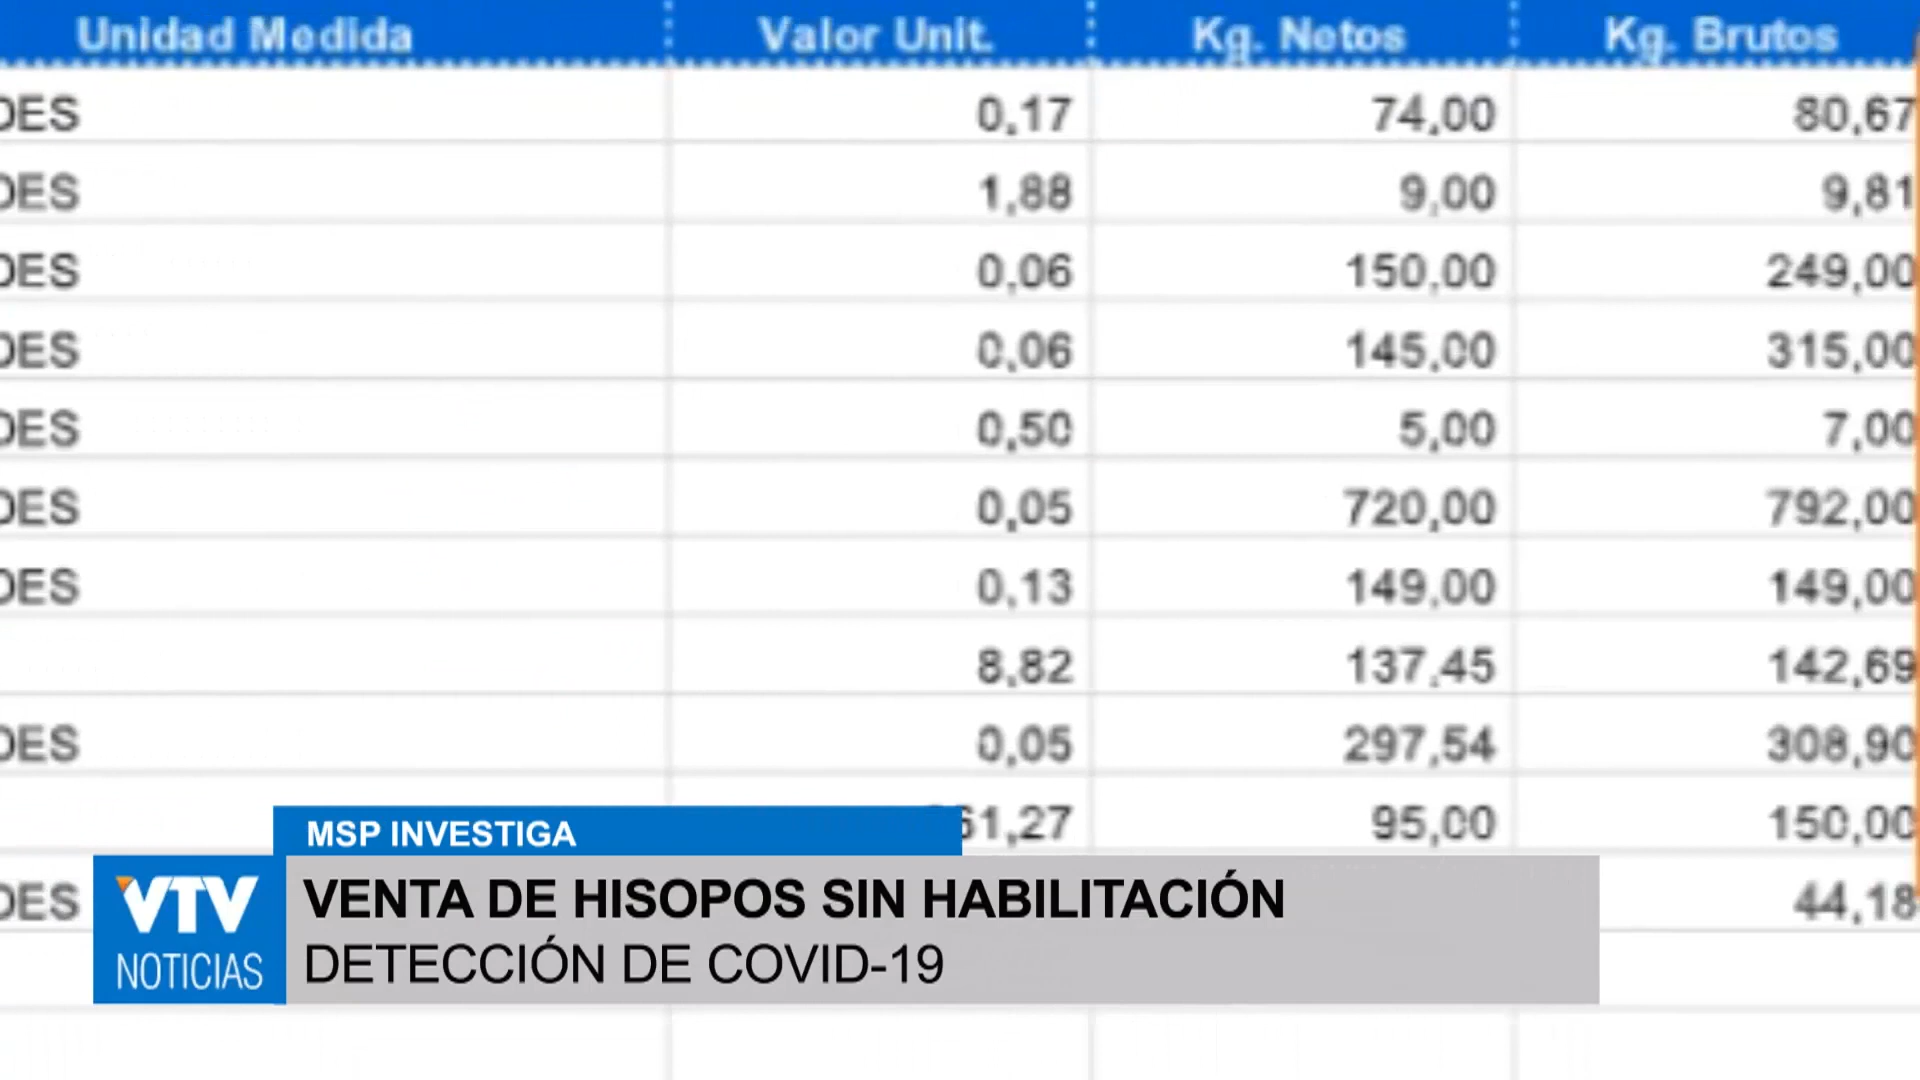 Unidad Medida Valor Unit. Kg. Netos Kg. Brutos
DES 0,17 74,00 80,67
DES 1,88 9,00 9,81
DES 0,06 150,00 249,00
DES 0,06 145,00 315,00
DES 0,50 5,00 7,00
DES 0,05 720,00 792,00
DES 0,13 149,00 149,00
8,82 137,45 142,69
DES 0,05 297,54 308,90
61,27 95,00 150,00
DES 44,18
MSP INVESTIGA
VTV NOTICIAS
VENTA DE HISOPOS SIN HABILITACIÓN
DETECCIÓN DE COVID-19